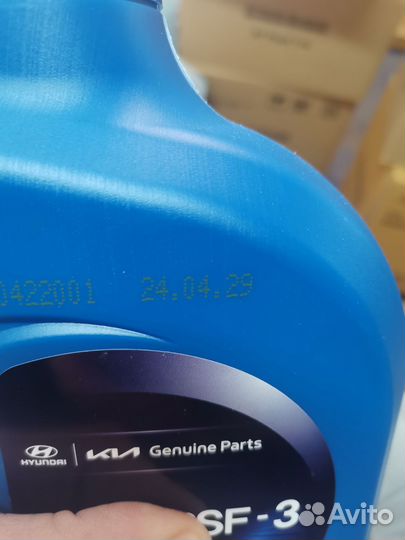 0422001 24.04.29
HYUNDAI KIA Genuine Parts
SF-3
Avito